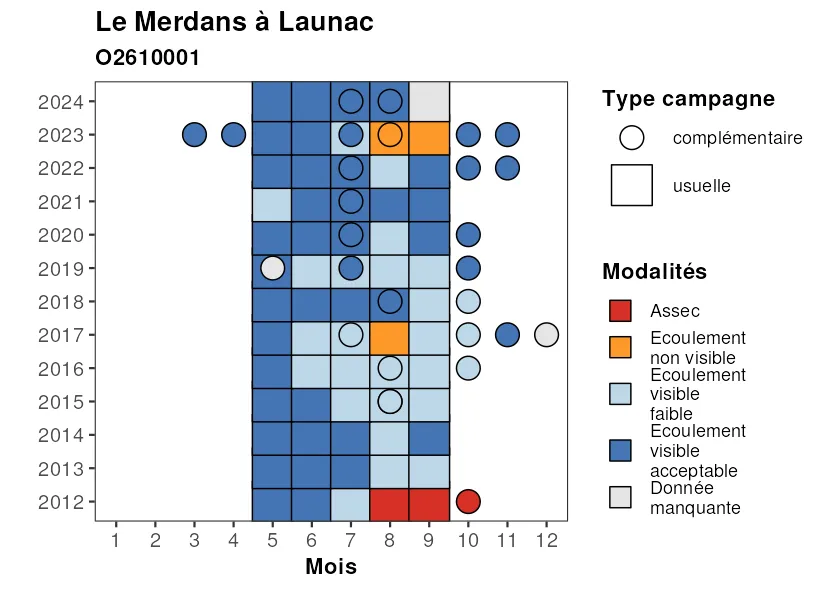 Le Merdans à Launac
O2610001
2024
2023
2022
2021
2020
2019
2018
2017
2016
2015
2014
2013
2012
1 2 3 4 5 6 7 8 9 10 11 12
Mois
Type campagne
complémentaire
usuelle
Modalités
Assec
Ecoulement
non visible
Ecoulement
visible
faible
Ecoulement
visible
acceptable
Donnée
manquante